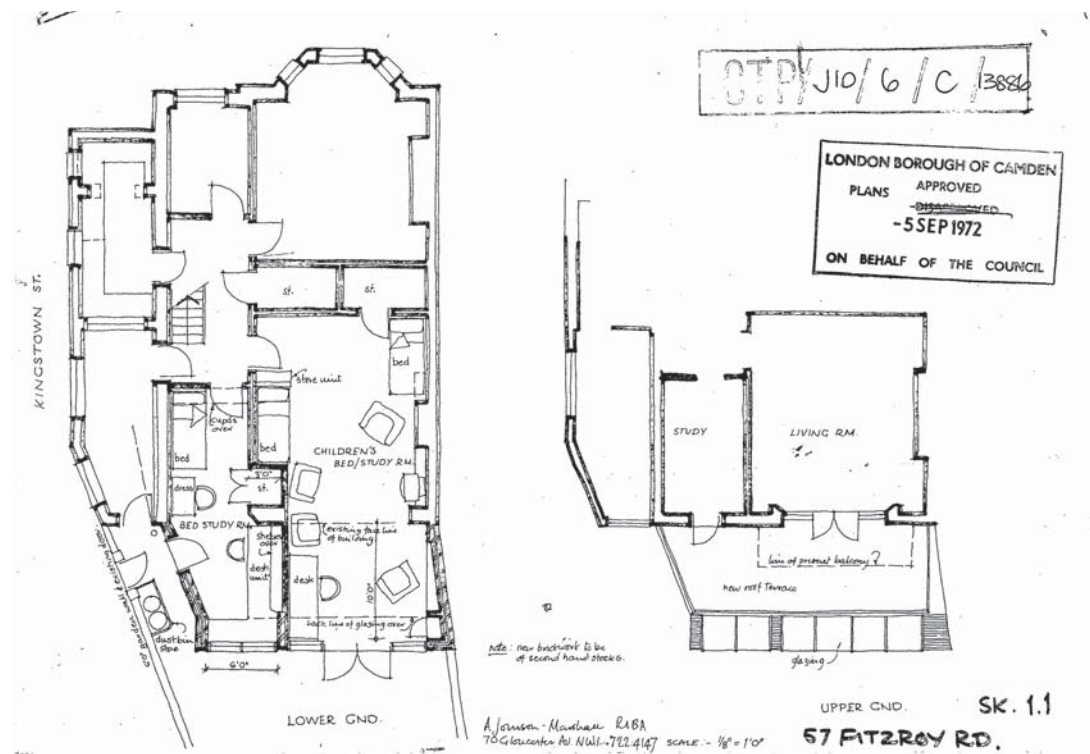 CTP/ J10 / 6 / C / 13886
LONDON BOROUGH OF CAMDEN
PLANS APPROVED
DISAPPROVED
-5 SEP 1972
ON BEHALF OF THE COUNCIL
KINGSTOWN ST.
st.
st.
bed
store unit
cupds over
bed
bed
CHILDREN'S
BED/STUDY RM.
3'0"
st.
dress
BED STUDY RM.
existing face line
of building
desk
unit
desk
10'0"
back line of glazing over
dustbin
store
6'0"
LOWER GND.
STUDY
LIVING RM.
line of present balcony?
new roof terrace
glazing
note: new brickwork to be
of second hand stocks.
UPPER GND.
SK. 1.1
A. Johnson-Marshall RIBA
70 Gloucester Av. NW1. - 722 4147 SCALE:- 1/8" = 1'0"
57 FITZROY RD